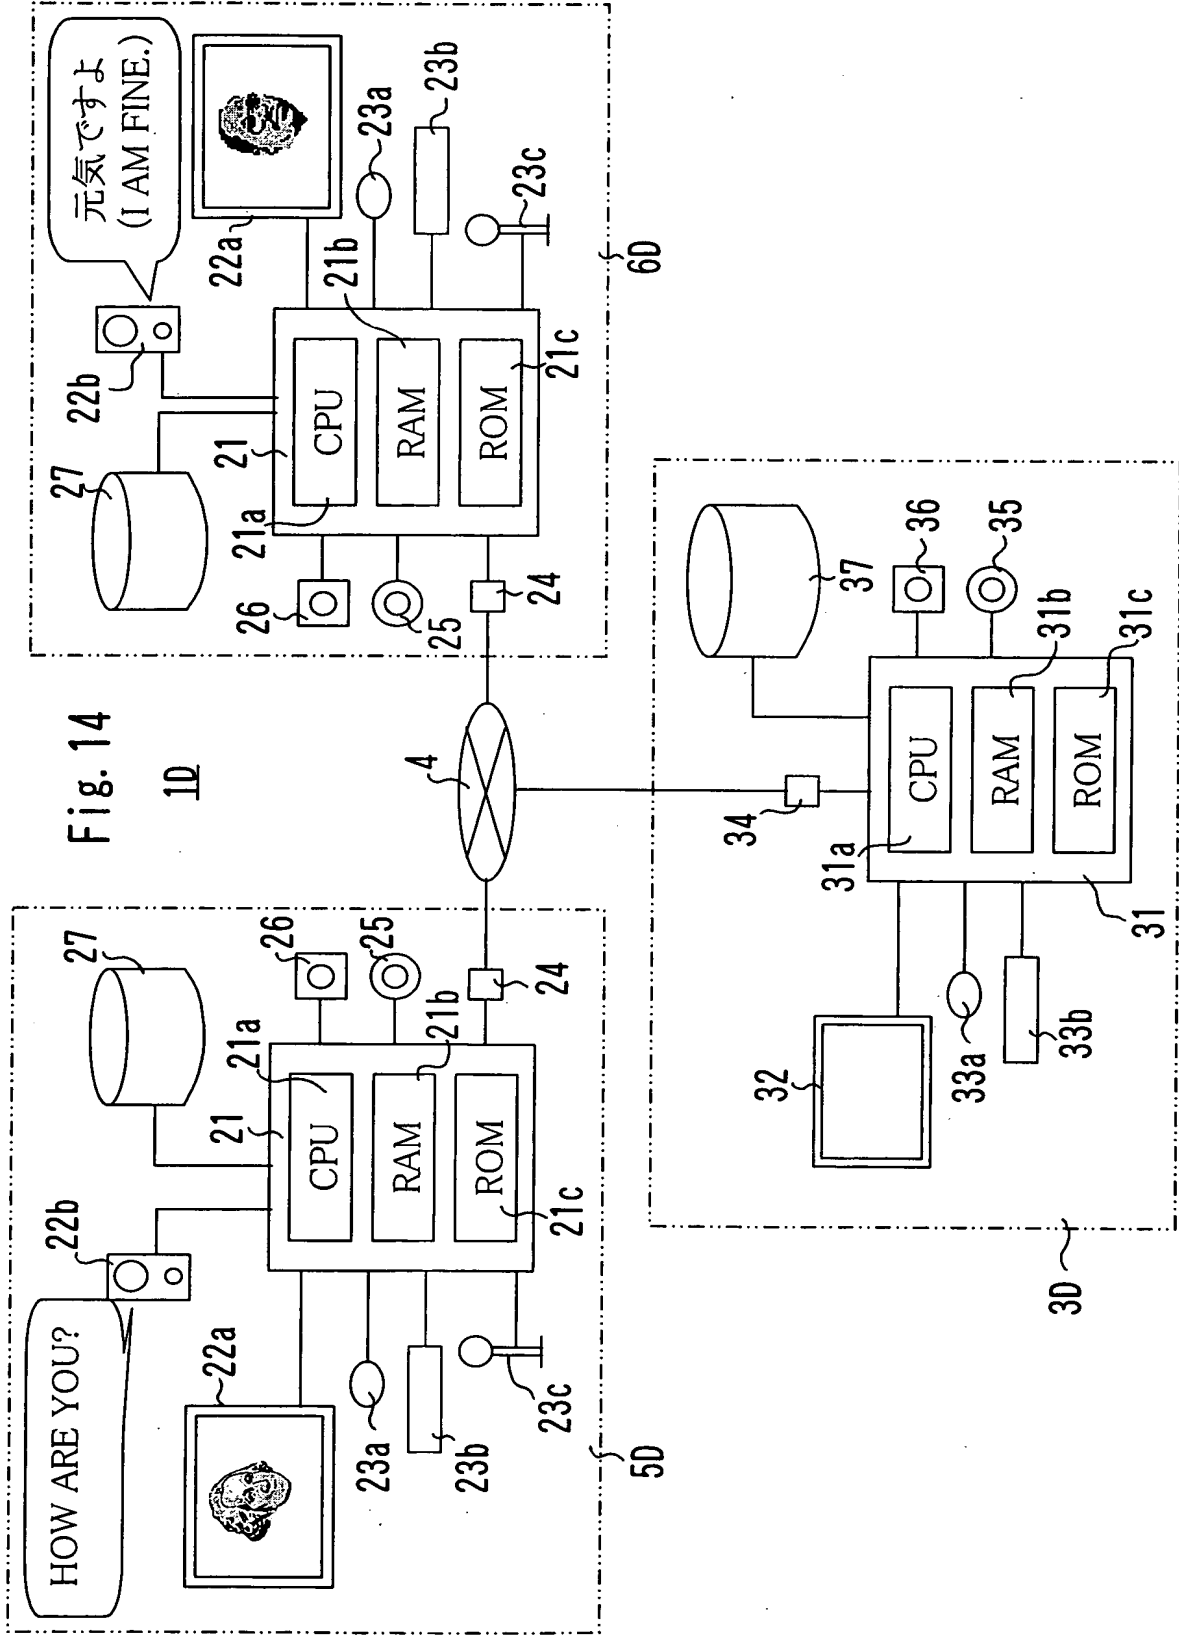 Fig. 14
1D
HOW ARE YOU?
22b
27
22a
21
21a
26
CPU
25
23a
RAM
21b
23b
ROM
24
21c
23c
5D
4
元気ですよ
(I AM FINE.)
27
22b
22a
21
21a
26
CPU
23a
25
RAM
21b
23b
24
ROM
21c
23c
6D
34
37
32
31a
CPU
36
33a
RAM
35
31b
33b
ROM
31c
31
3D